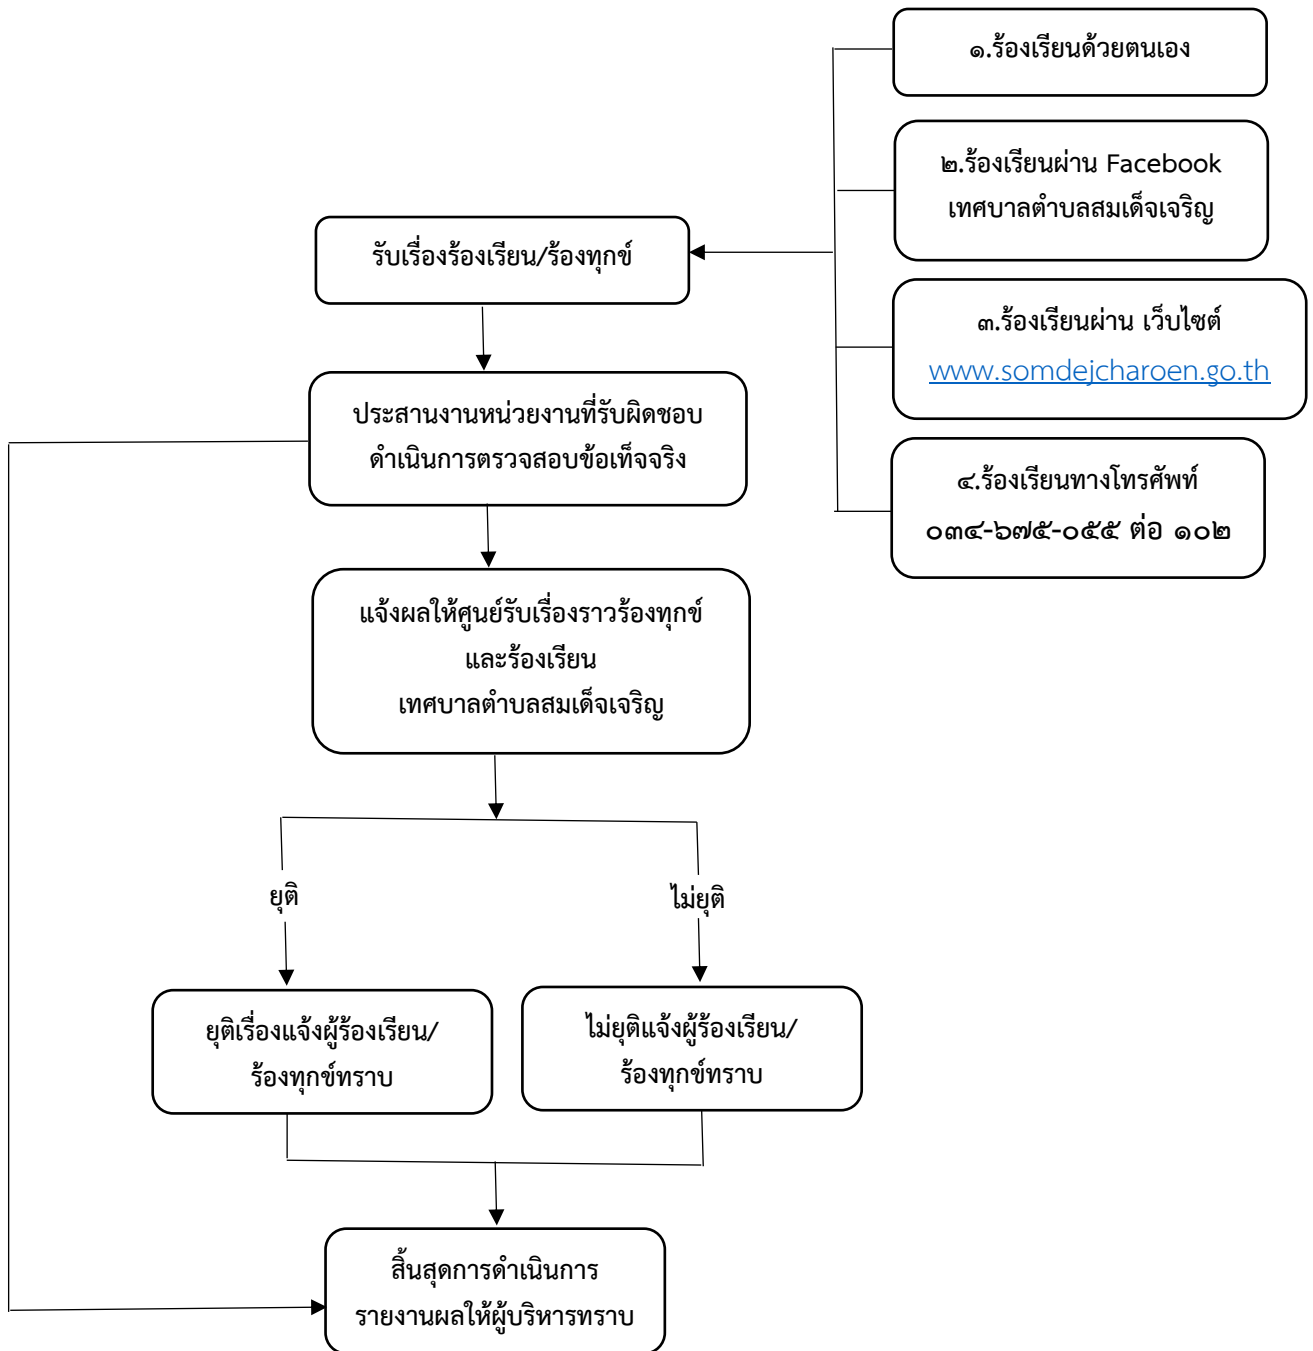 ๑.ร้องเรียนด้วยตนเอง
๒.ร้องเรียนผ่าน Facebook
เทศบาลตำบลสมเด็จเจริญ
รับเรื่องร้องเรียน/ร้องทุกข์
๓.ร้องเรียนผ่าน เว็บไซต์
www.somdejcharoen.go.th
ประสานงานหน่วยงานที่รับผิดชอบ
ดำเนินการตรวจสอบข้อเท็จจริง
๔.ร้องเรียนทางโทรศัพท์
๐๓๔-๖๗๕-๐๕๕ ต่อ ๑๐๒
แจ้งผลให้ศูนย์รับเรื่องราวร้องทุกข์
และร้องเรียน
เทศบาลตำบลสมเด็จเจริญ
ยุติ
ไม่ยุติ
ยุติเรื่องแจ้งผู้ร้องเรียน/
ร้องทุกข์ทราบ
ไม่ยุติแจ้งผู้ร้องเรียน/
ร้องทุกข์ทราบ
สิ้นสุดการดำเนินการ
รายงานผลให้ผู้บริหารทราบ